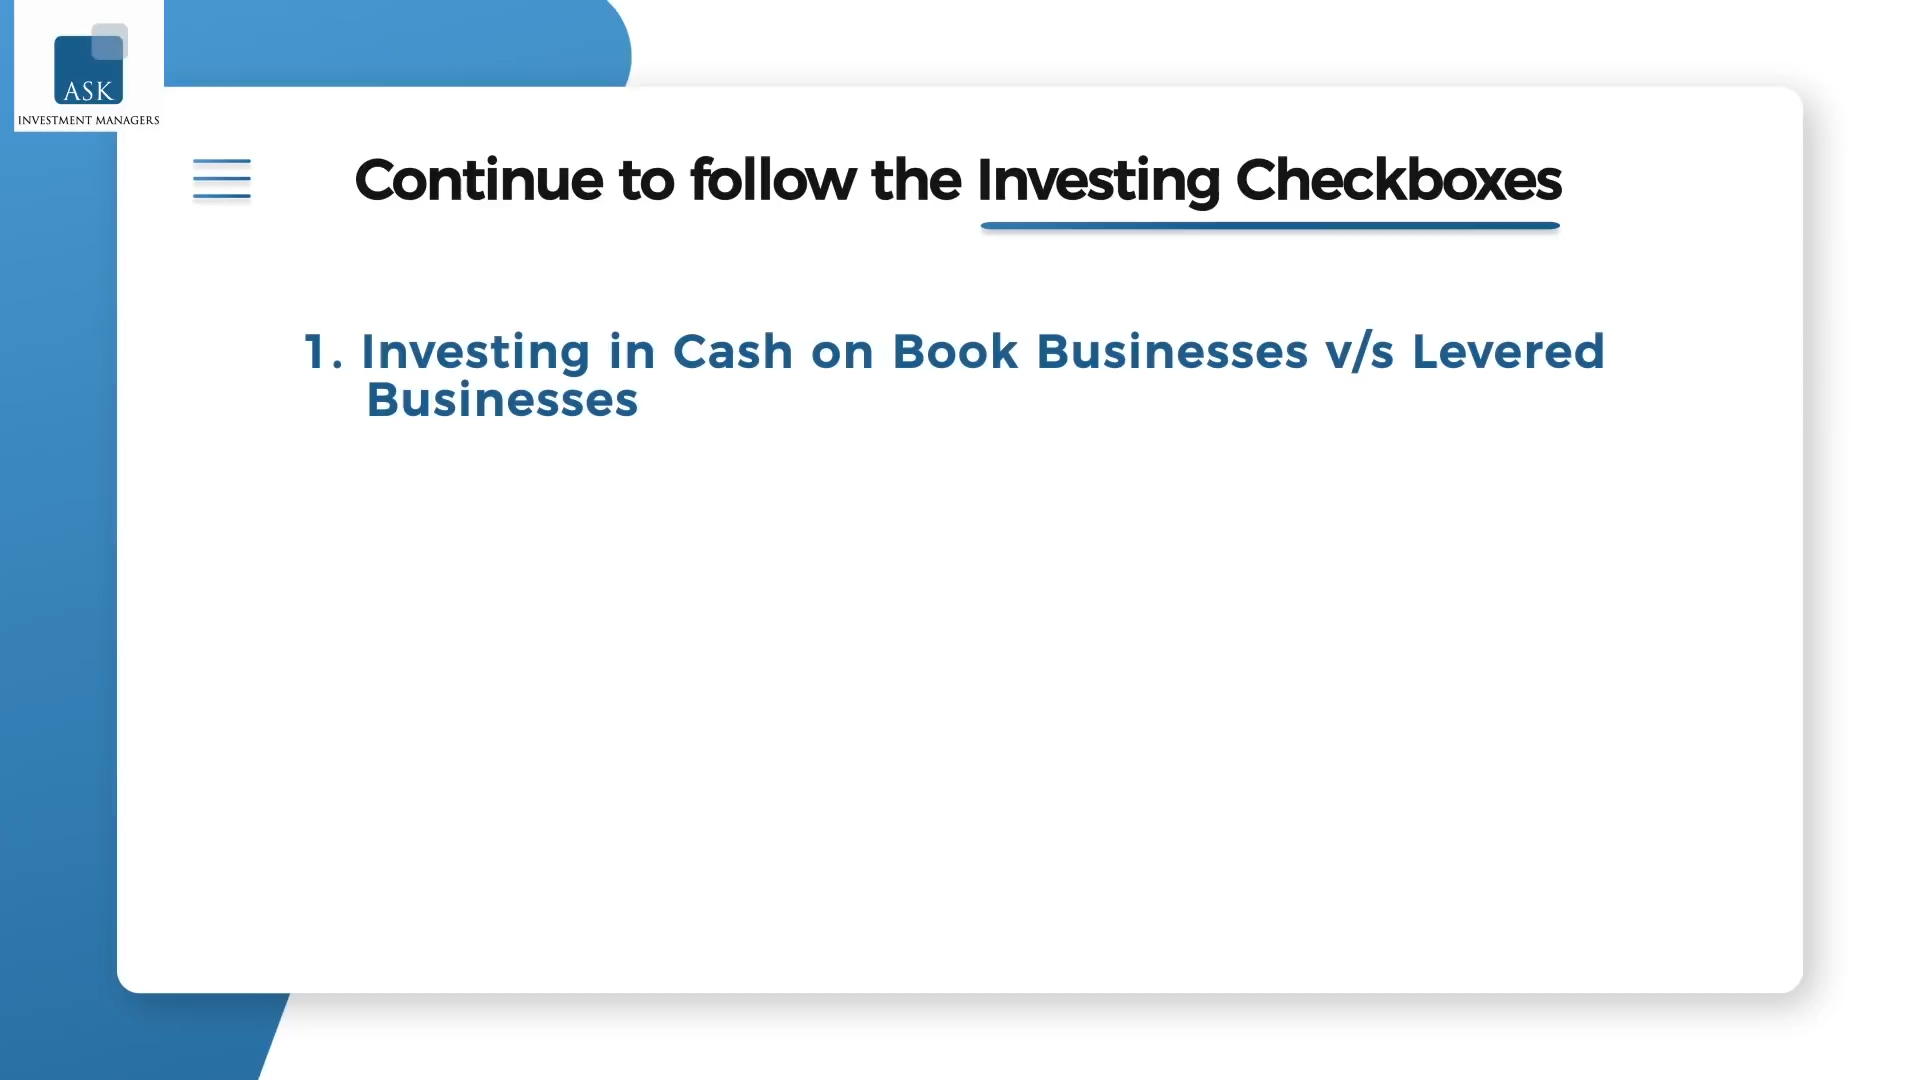 ASK
INVESTMENT MANAGERS
Continue to follow the Investing Checkboxes
1. Investing in Cash on Book Businesses v/s Levered
Businesses